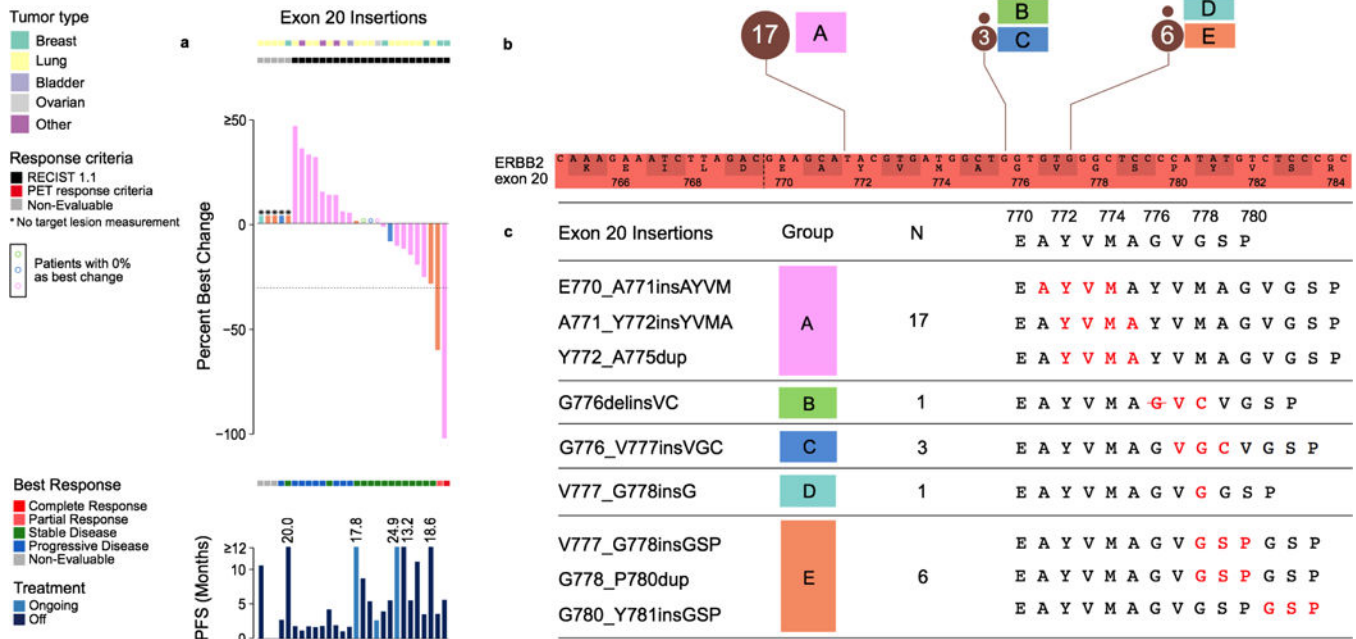 Tumor type
Breast
Lung
Bladder
Ovarian
Other
Response criteria
RECIST 1.1
PET response criteria
Non-Evaluable
* No target lesion measurement
Patients with 0%
as best change
Best Response
Complete Response
Partial Response
Stable Disease
Progressive Disease
Non-Evaluable
Treatment
Ongoing
Off
a
Exon 20 Insertions
Percent Best Change
≥50
0
−50
−100
*****
PFS (Months)
≥12
10
5
0
20.0
17.8
24.9
13.2
18.6
b
17 A
B
3 C
D
6 E
ERBB2
exon 20
C A A A G A A A T C T T A G A C G A A G C A T A C G T G A T G G C T G G T G T G G G C T C C C C A T A T G T C T C C C G C
K E I L D E A Y V M A G V G S P Y V S R
766 768 770 772 774 776 778 780 782 784
c
Exon 20 Insertions Group N
770 772 774 776 778 780
E A Y V M A G V G S P
E770_A771insAYVM E A Y V M A Y V M A G V G S P
A771_Y772insYVMA A 17 E A Y V M A Y V M A G V G S P
Y772_A775dup E A Y V M A Y V M A G V G S P
G776delinsVC B 1 E A Y V M A G V C V G S P
G776_V777insVGC C 3 E A Y V M A G V G C V G S P
V777_G778insG D 1 E A Y V M A G V G G S P
V777_G778insGSP E A Y V M A G V G S P G S P
G778_P780dup E 6 E A Y V M A G V G S P G S P
G780_Y781insGSP E A Y V M A G V G S P G S P